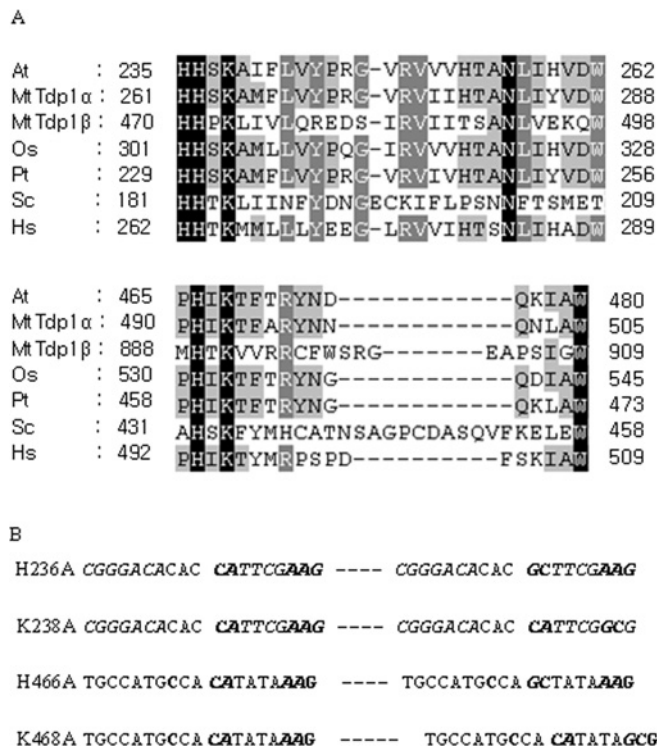 A
At : 235 HHSKAIFLVYPRG-VRVVVHTANLIHVDW 262
MtTdp1α : 261 HHSKAMFLVYPRG-VRVIIHTANLIYVDW 288
MtTdp1β : 470 HHPKLIVLQREDS-IRVIITSANLVEKQW 498
Os : 301 HHSKAMLLVYPQG-IRVVVHTANLIHVDW 328
Pt : 229 HHSKAMFLVYPRG-VRVIVHTANLIYVDW 256
Sc : 181 HHTKLIINFYDNGECKIFLPSNNFTSMET 209
Hs : 262 HHTKMMLLLYEEG-LRVVIHTSNLIHADW 289
At : 465 PHIKTFTRYND------------QKIAW 480
MtTdp1α : 490 PHIKTFARYNN------------QNLAW 505
MtTdp1β : 888 MHTKVVRRCFWSRG-------EAPSIGW 909
Os : 530 PHIKTFTRYNG------------QDIAW 545
Pt : 458 PHIKTFTRYNG------------QKLAW 473
Sc : 431 AHSKFYMHCATNSAGPCDASQVFKELEW 458
Hs : 492 PHIKTYMRPSPD----------FSKIAW 509
B
H236A CGGGACACAC CATTCGAAG ---- CGGGACACAC GCTTCGAAG
K238A CGGGACACAC CATTCGAAG ---- CGGGACACAC CATTCGGCG
H466A TGCCATGCCA CATATAAAG ----- TGCCATGCCA GCTATAAAG
K468A TGCCATGCCA CATATAAAG ----- TGCCATGCCA CATATAGCG